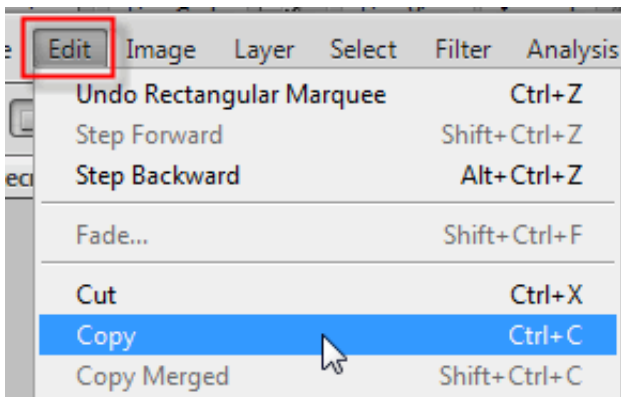 Edit Image Layer Select Filter Analysis
Undo Rectangular Marquee Ctrl+Z
Step Forward Shift+Ctrl+Z
Step Backward Alt+Ctrl+Z
Fade... Shift+Ctrl+F
Cut Ctrl+X
Copy Ctrl+C
Copy Merged Shift+Ctrl+C